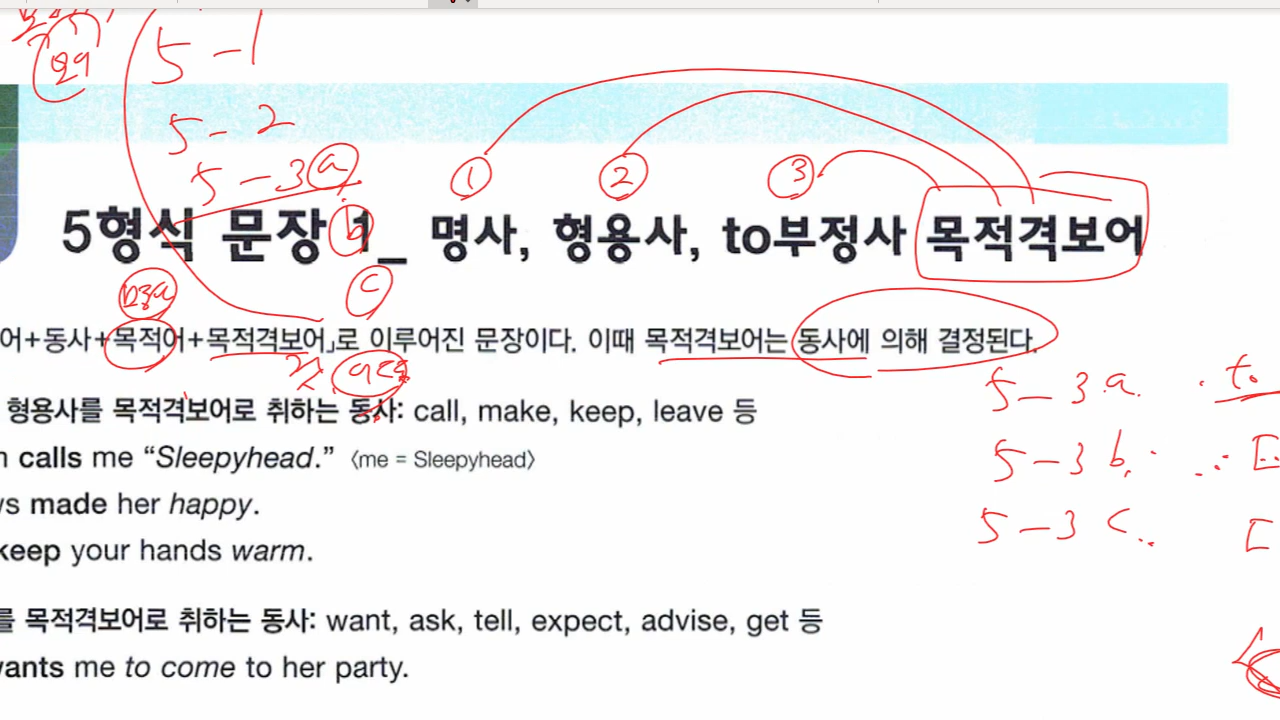 5-1
5-2
5-3 a
b
c
① ② ③
5형식 문장 1_ 명사, 형용사, to부정사 목적격보어
어+동사+목적어+목적격보어」로 이루어진 문장이다. 이때 목적격보어는 동사에 의해 결정된다.
형용사를 목적격보어로 취하는 동사: call, make, keep, leave 등
calls me “Sleepyhead.” 〈me = Sleepyhead〉
made her happy.
keep your hands warm.
를 목적격보어로 취하는 동사: want, ask, tell, expect, advise, get 등
wants me to come to her party.
5-3 a. to
5-3 b.
5-3 c